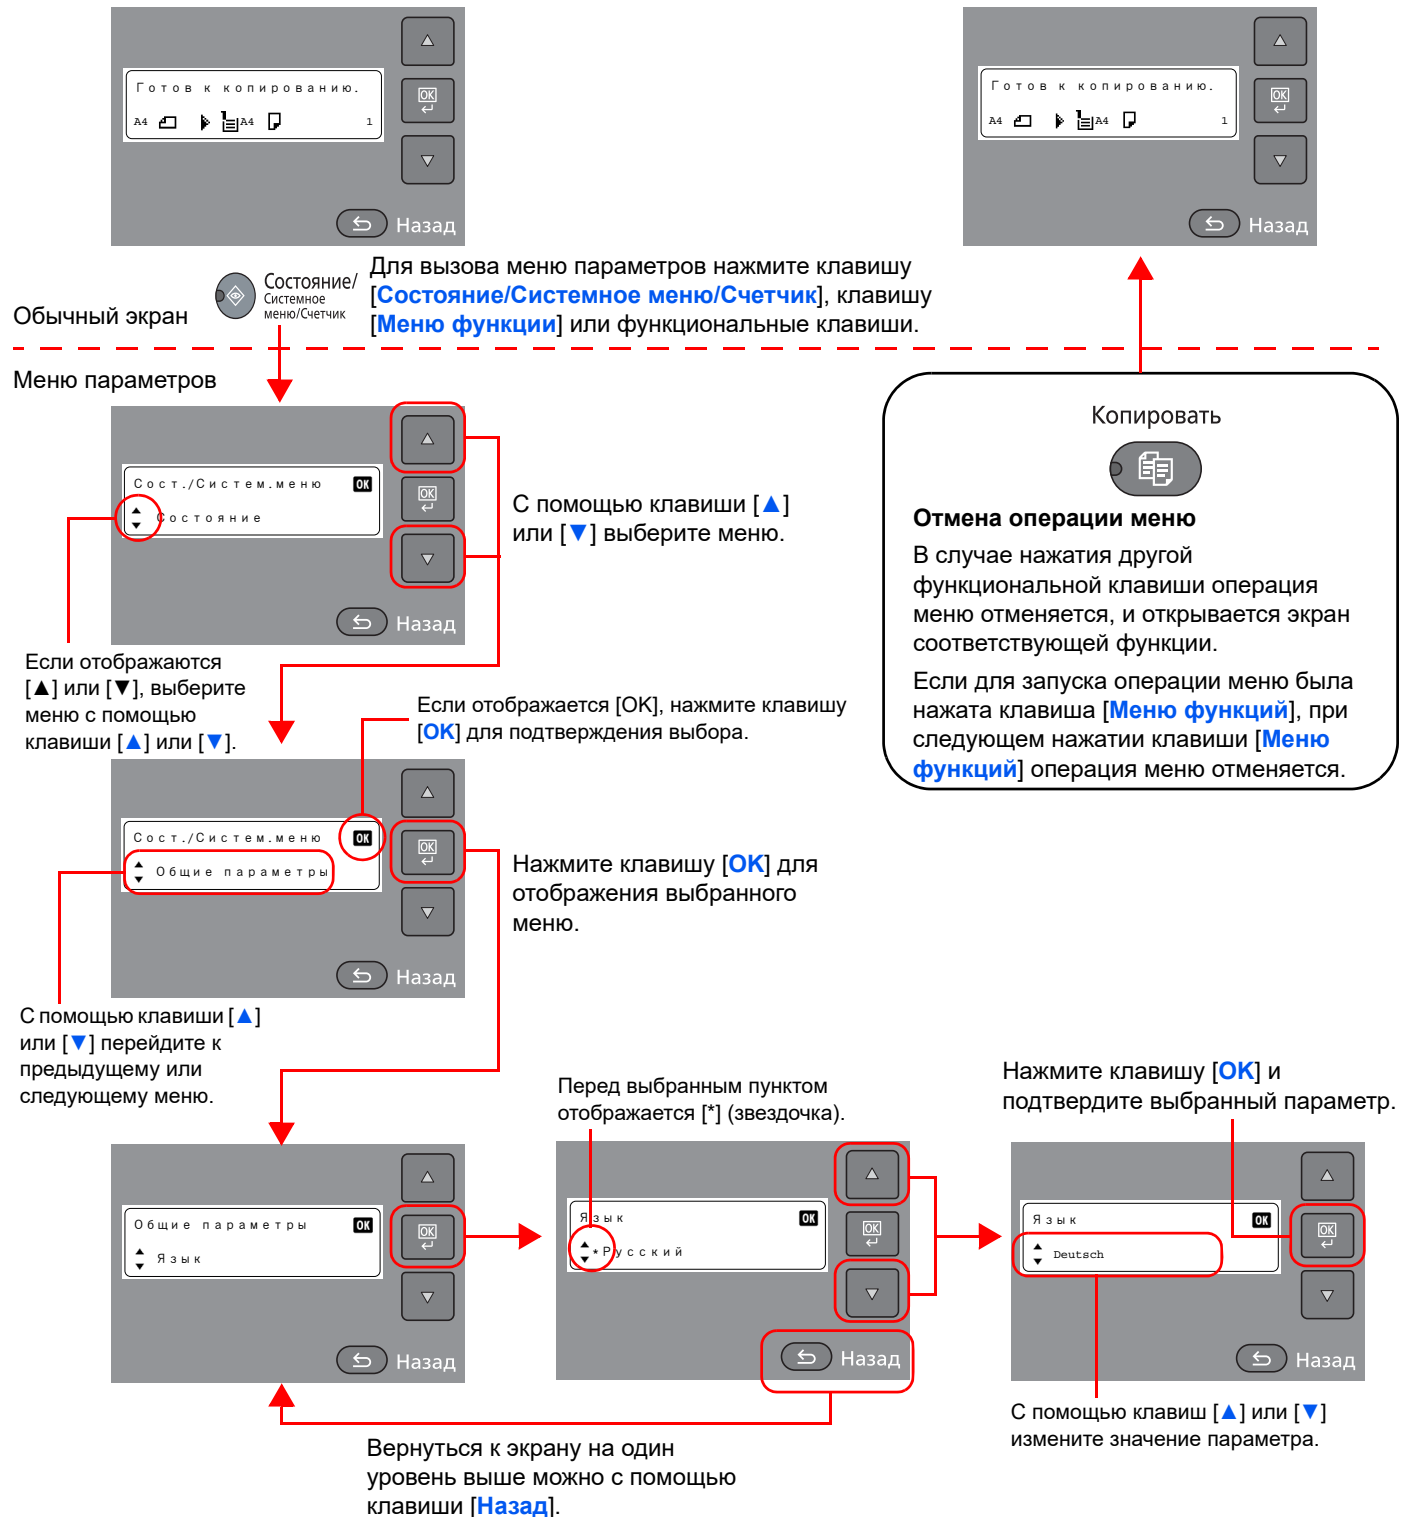 Готов к копированию.
A4 A4 1
OK
Назад
Готов к копированию.
A4 A4 1
OK
Назад
Состояние/
Системное
меню/Счетчик
Для вызова меню параметров нажмите клавишу
[Состояние/Системное меню/Счетчик], клавишу
[Меню функции] или функциональные клавиши.
Обычный экран
Меню параметров
Сост./Систем.меню OK
Состояние
OK
Назад
С помощью клавиши [▲]
или [▼] выберите меню.
Копировать
Отмена операции меню
В случае нажатия другой
функциональной клавиши операция
меню отменяется, и открывается экран
соответствующей функции.
Если для запуска операции меню была
нажата клавиша [Меню функций], при
следующем нажатии клавиши [Меню
функций] операция меню отменяется.
Если отображаются
[▲] или [▼], выберите
меню с помощью
клавиши [▲] или [▼].
Если отображается [OK], нажмите клавишу
[OK] для подтверждения выбора.
Сост./Систем.меню OK
Общие параметры
OK
Назад
Нажмите клавишу [OK] для
отображения выбранного
меню.
С помощью клавиши [▲]
или [▼] перейдите к
предыдущему или
следующему меню.
Перед выбранным пунктом
отображается [*] (звездочка).
Нажмите клавишу [OK] и
подтвердите выбранный параметр.
Общие параметры OK
Язык
OK
Назад
Язык OK
*Русский
OK
Назад
Язык OK
Deutsch
OK
Назад
С помощью клавиш [▲] или [▼]
измените значение параметра.
Вернуться к экрану на один
уровень выше можно с помощью
клавиши [Назад].